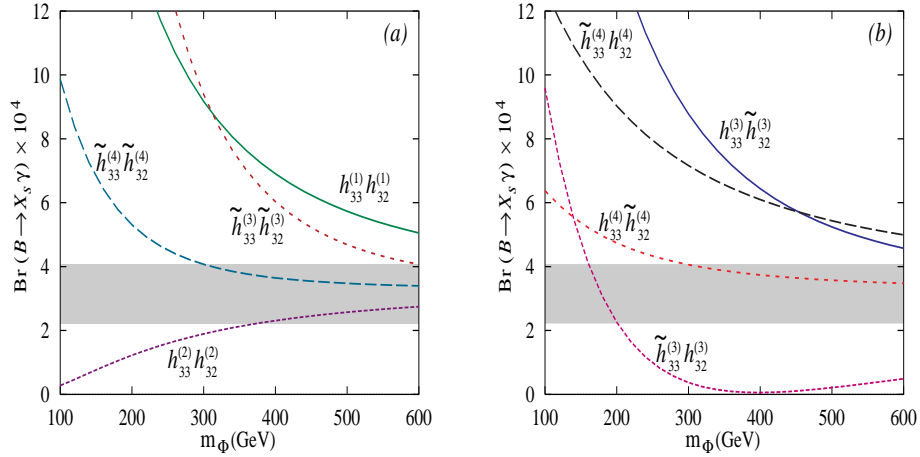 Br (B → X_s γ) × 10^4
12
10
8
6
4
2
0
100 200 300 400 500 600
m_Φ(GeV)
(a)
h̃_33^(4) h̃_32^(4)
h_33^(1) h_32^(1)
h̃_33^(3) h̃_32^(3)
h_33^(2) h_32^(2)
Br (B → X_s γ) × 10^4
12
10
8
6
4
2
0
100 200 300 400 500 600
m_Φ(GeV)
(b)
h̃_33^(4) h_32^(4)
h_33^(3) h̃_32^(3)
h_33^(4) h̃_32^(4)
h̃_33^(3) h_32^(3)